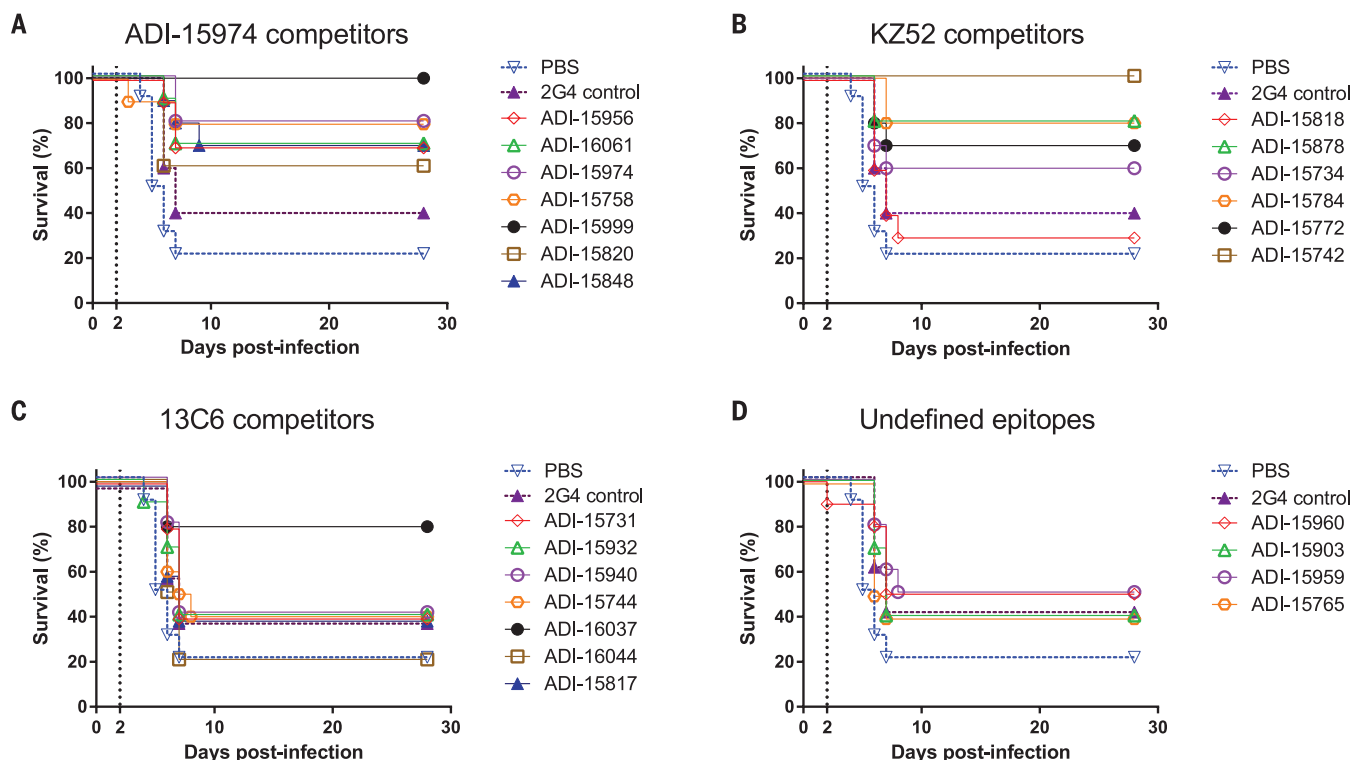 A
ADI-15974 competitors
Survival (%)
100
80
60
40
20
0
0
2
10
20
30
Days post-infection
PBS
2G4 control
ADI-15956
ADI-16061
ADI-15974
ADI-15758
ADI-15999
ADI-15820
ADI-15848
B
KZ52 competitors
Survival (%)
100
80
60
40
20
0
0
2
10
20
30
Days post-infection
PBS
2G4 control
ADI-15818
ADI-15878
ADI-15734
ADI-15784
ADI-15772
ADI-15742
C
13C6 competitors
Survival (%)
100
80
60
40
20
0
0
2
10
20
30
Days post-infection
PBS
2G4 control
ADI-15731
ADI-15932
ADI-15940
ADI-15744
ADI-16037
ADI-16044
ADI-15817
D
Undefined epitopes
Survival (%)
100
80
60
40
20
0
0
2
10
20
30
Days post-infection
PBS
2G4 control
ADI-15960
ADI-15903
ADI-15959
ADI-15765